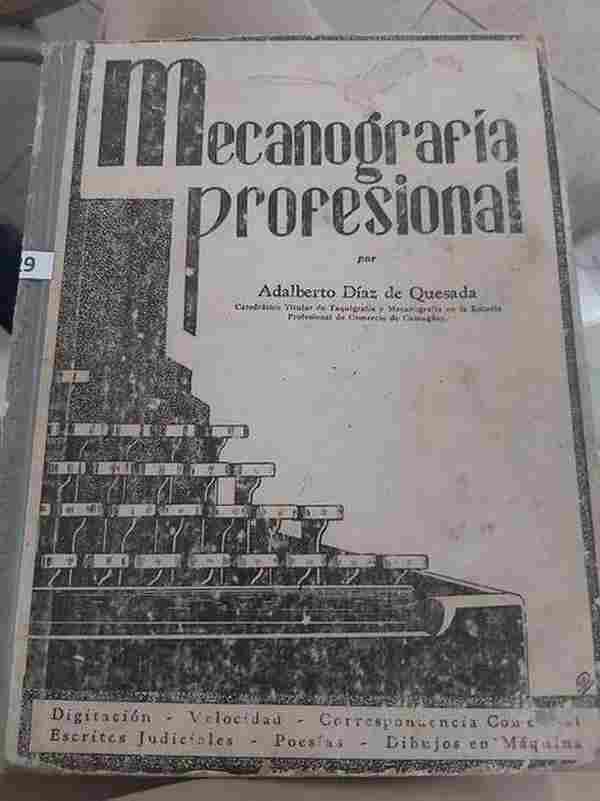 Mecanografía
profesional
por
Adalberto Díaz de Quesada
Catedrático Titular de Taquigrafía y Mecanografía en la Escuela
Profesional de Comercio de Camagüey.
29
Digitación - Velocidad - Correspondencia
Escritos Judiciales - Poesías - Dibujos en Máquina